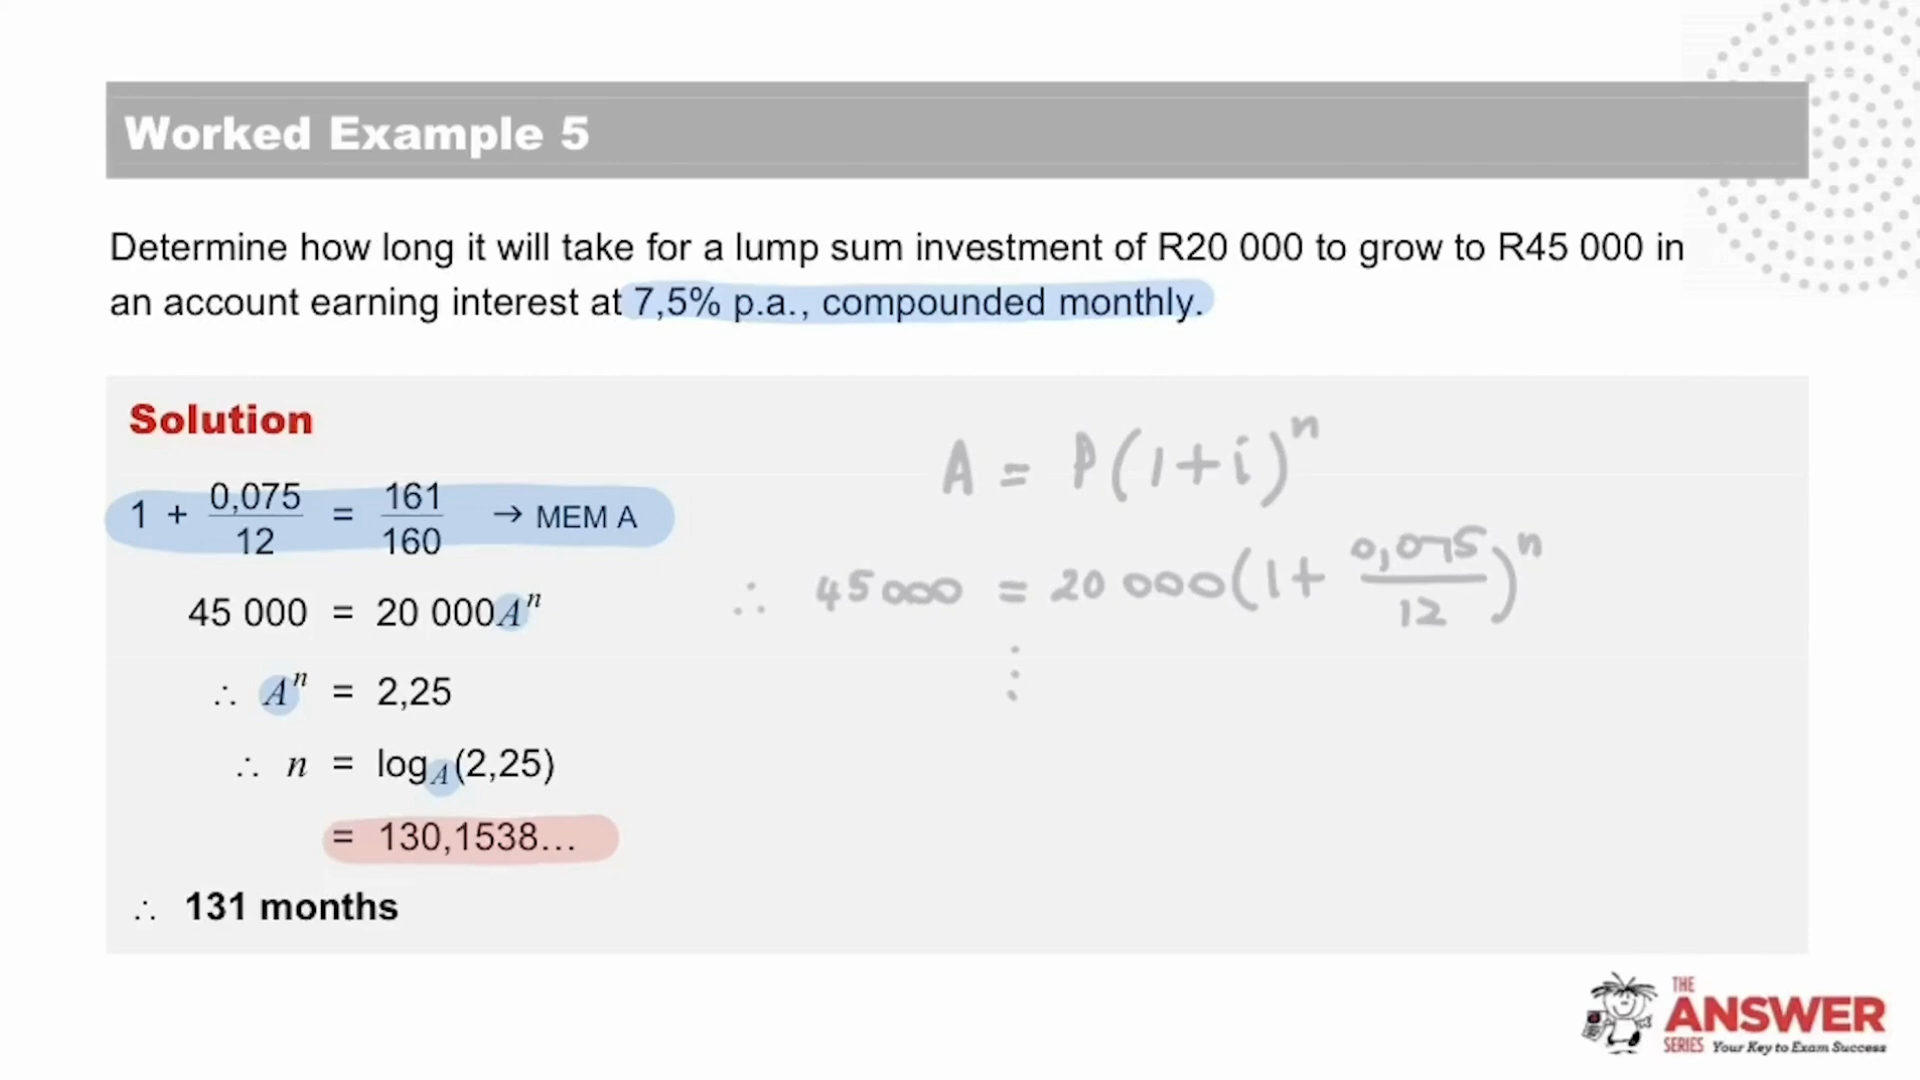 Worked Example 5
Determine how long it will take for a lump sum investment of R20 000 to grow to R45 000 in
an account earning interest at 7,5% p.a., compounded monthly.
Solution
1 + 0,075/12 = 161/160 → MEM A
45 000 = 20 000Aⁿ
∴ Aⁿ = 2,25
∴ n = log_A(2,25)
= 130,1538...
∴ 131 months
A = P(1+i)ⁿ
∴ 45 000 = 20 000(1+ 0,075/12)ⁿ
⋮
THE
ANSWER
SERIES Your Key to Exam Success